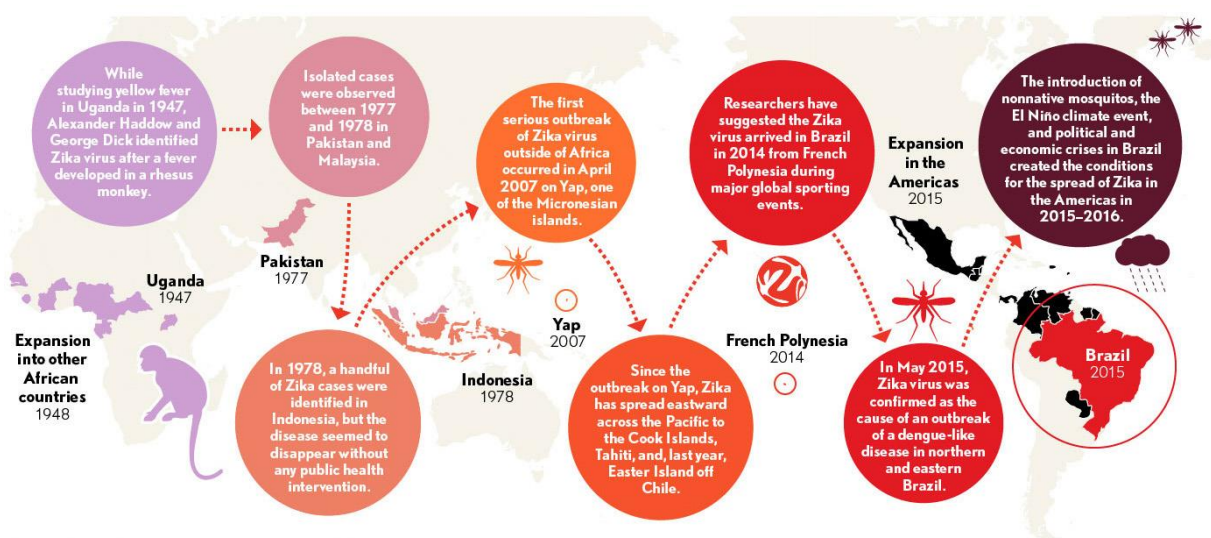 While
studying yellow fever
in Uganda in 1947,
Alexander Haddow and
George Dick identified
Zika virus after a fever
developed in a rhesus
monkey.
Isolated cases
were observed
between 1977
and 1978 in
Pakistan and
Malaysia.
In 1978, a handful
of Zika cases were
identified in
Indonesia, but the
disease seemed to
disappear without
any public health
intervention.
The first
serious outbreak
of Zika virus
outside of Africa
occurred in April
2007 on Yap, one
of the Micronesian
islands.
Since the
outbreak on Yap, Zika
has spread eastward
across the Pacific to
the Cook Islands,
Tahiti, and, last year,
Easter Island off
Chile.
Researchers have
suggested the Zika
virus arrived in Brazil
in 2014 from French
Polynesia during
major global sporting
events.
In May 2015,
Zika virus was
confirmed as the
cause of an outbreak
of a dengue-like
disease in northern
and eastern
Brazil.
The introduction of
nonnative mosquitos, the
El Niño climate event,
and political and
economic crises in Brazil
created the conditions
for the spread of Zika in
the Americas in
2015–2016.
Uganda
1947
Expansion
into other
African
countries
1948
Pakistan
1977
Indonesia
1978
Yap
2007
French Polynesia
2014
Expansion
in the
Americas
2015
Brazil
2015